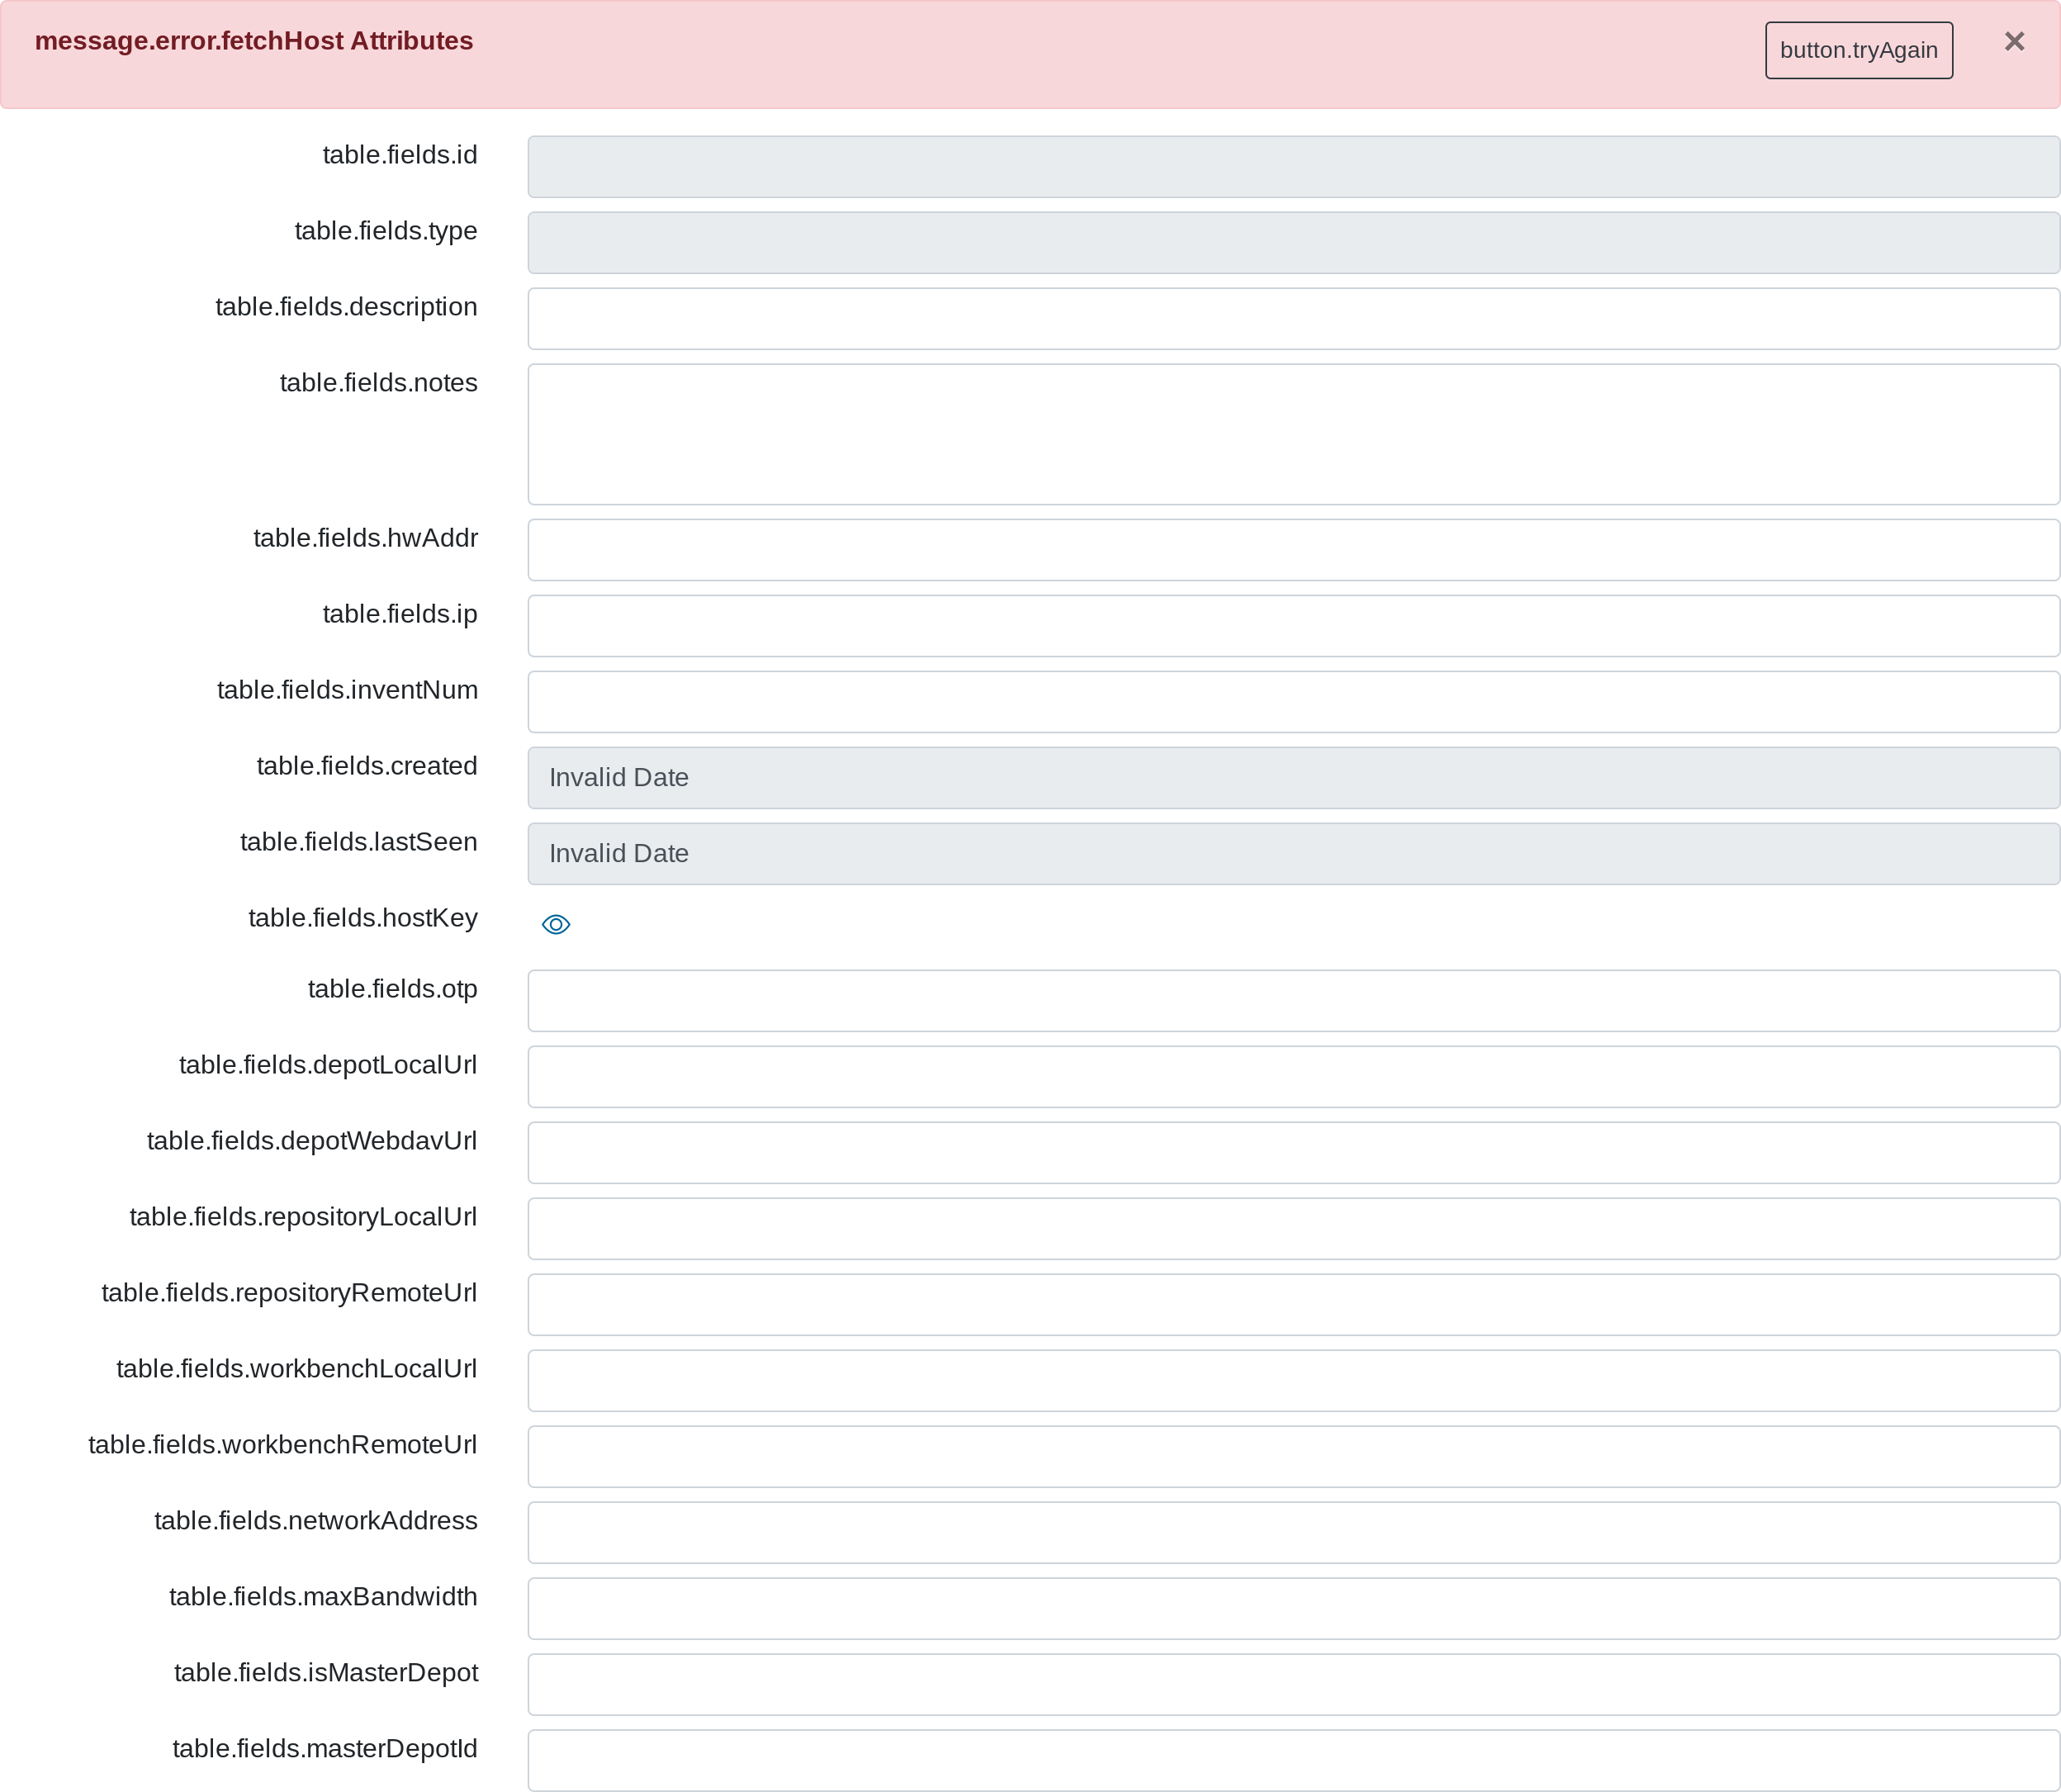 message.error.fetchHost Attributes
button.tryAgain
×
table.fields.id
table.fields.type
table.fields.description
table.fields.notes
table.fields.hwAddr
table.fields.ip
table.fields.inventNum
table.fields.created
Invalid Date
table.fields.lastSeen
Invalid Date
table.fields.hostKey
table.fields.otp
table.fields.depotLocalUrl
table.fields.depotWebdavUrl
table.fields.repositoryLocalUrl
table.fields.repositoryRemoteUrl
table.fields.workbenchLocalUrl
table.fields.workbenchRemoteUrl
table.fields.networkAddress
table.fields.maxBandwidth
table.fields.isMasterDepot
table.fields.masterDepotId